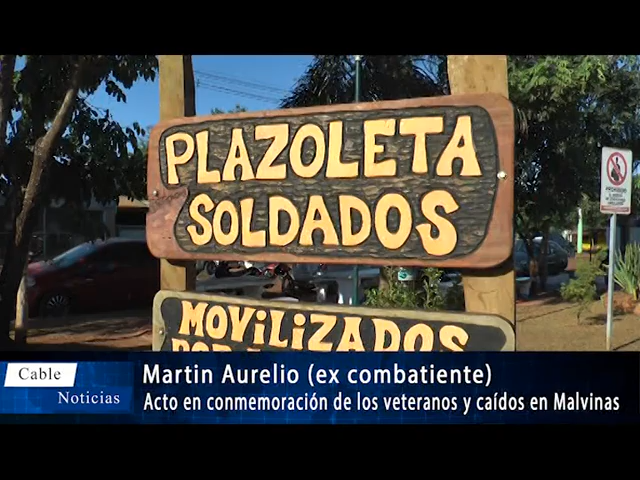 PLAZOLETA
SOLDADOS
MOVILIZADOS
Cable
Noticias
Martin Aurelio (ex combatiente)
Acto en conmemoración de los veteranos y caídos en Malvinas